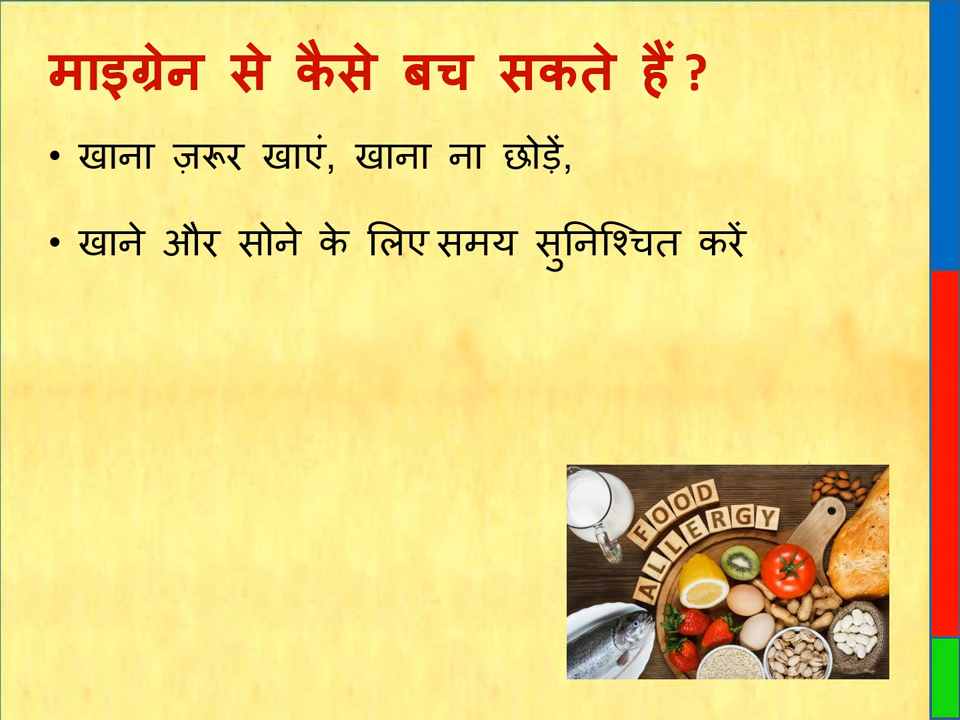 माइग्रेन से कैसे बच सकते हैं ?
• खाना ज़रूर खाएं, खाना ना छोड़ें,
• खाने और सोने के लिए समय सुनिश्चित करें
FOOD
ALLERGY